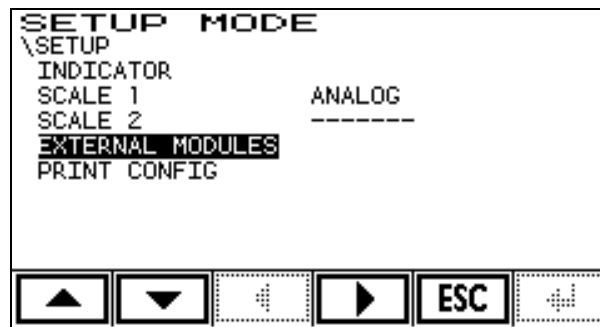 SETUP MODE
\SETUP
INDICATOR
SCALE 1 ANALOG
SCALE 2 -------
EXTERNAL MODULES
PRINT CONFIG
ESC